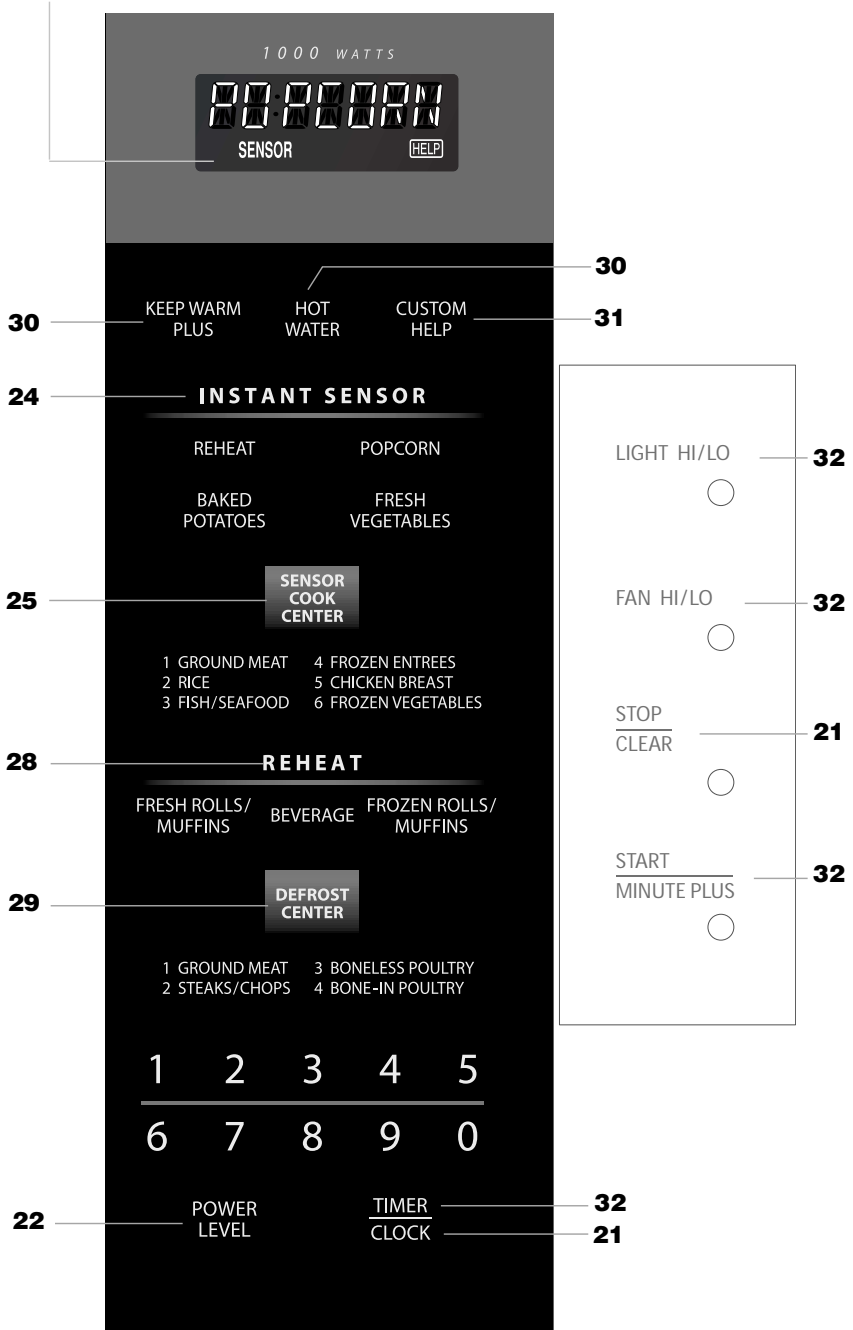 1000 WATTS
POPCORN
SENSOR HELP
30
30 KEEP WARM PLUS
HOT WATER
CUSTOM HELP 31
24 INSTANT SENSOR
REHEAT POPCORN
BAKED POTATOES
FRESH VEGETABLES
25 SENSOR COOK CENTER
1 GROUND MEAT 4 FROZEN ENTREES
2 RICE 5 CHICKEN BREAST
3 FISH/SEAFOOD 6 FROZEN VEGETABLES
28 REHEAT
FRESH ROLLS/
MUFFINS
BEVERAGE
FROZEN ROLLS/
MUFFINS
29 DEFROST CENTER
1 GROUND MEAT 3 BONELESS POULTRY
2 STEAKS/CHOPS 4 BONE-IN POULTRY
1 2 3 4 5
6 7 8 9 0
22 POWER LEVEL
TIMER 32
CLOCK 21
LIGHT HI/LO 32
FAN HI/LO 32
STOP
CLEAR 21
START
MINUTE PLUS 32